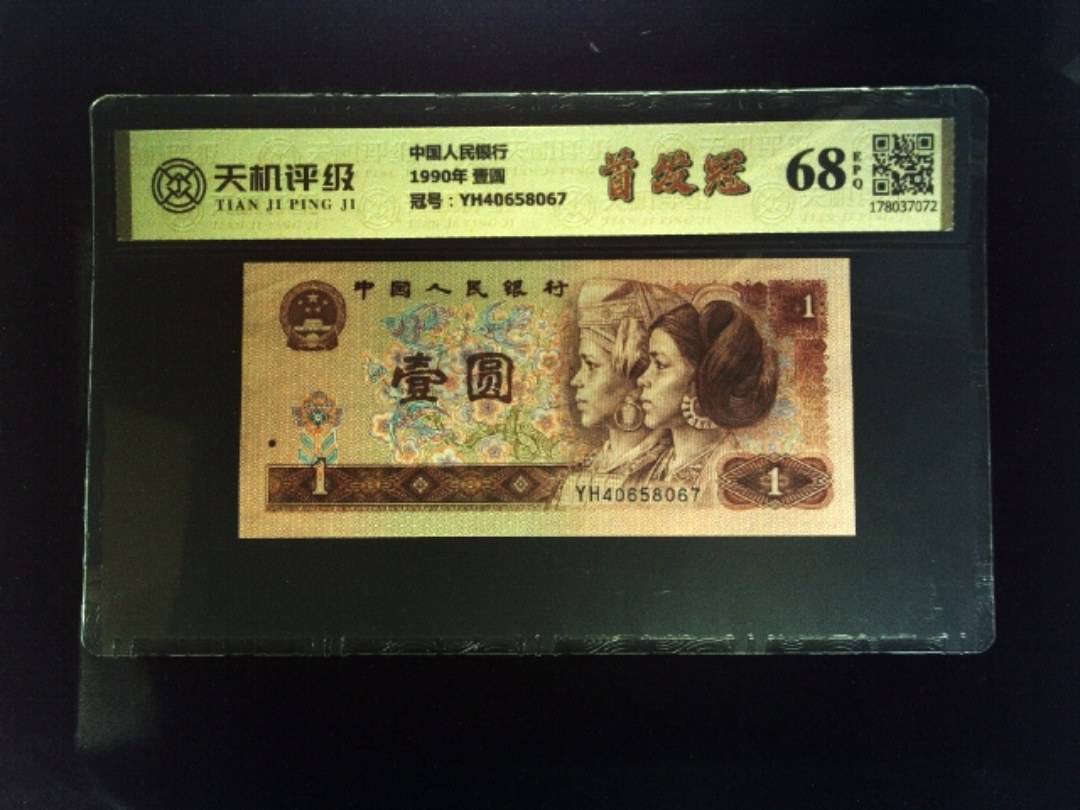 天机评级
TIAN JI PING JI
中国人民银行
1990年 壹圆
冠号：YH40658067
首发冠
68
EPQ
178037072
中国人民银行
1
壹圆
1
YH40658067
1